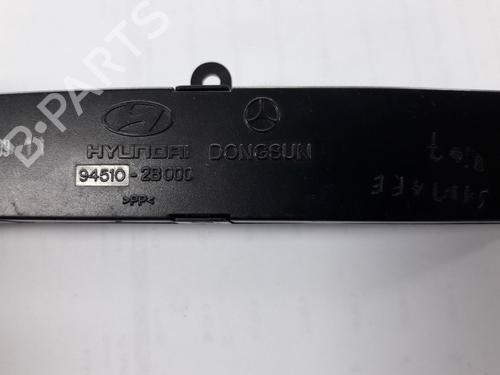 B-PARTS
HYUNDAI DONGSUN
94510-2B000
>PP<